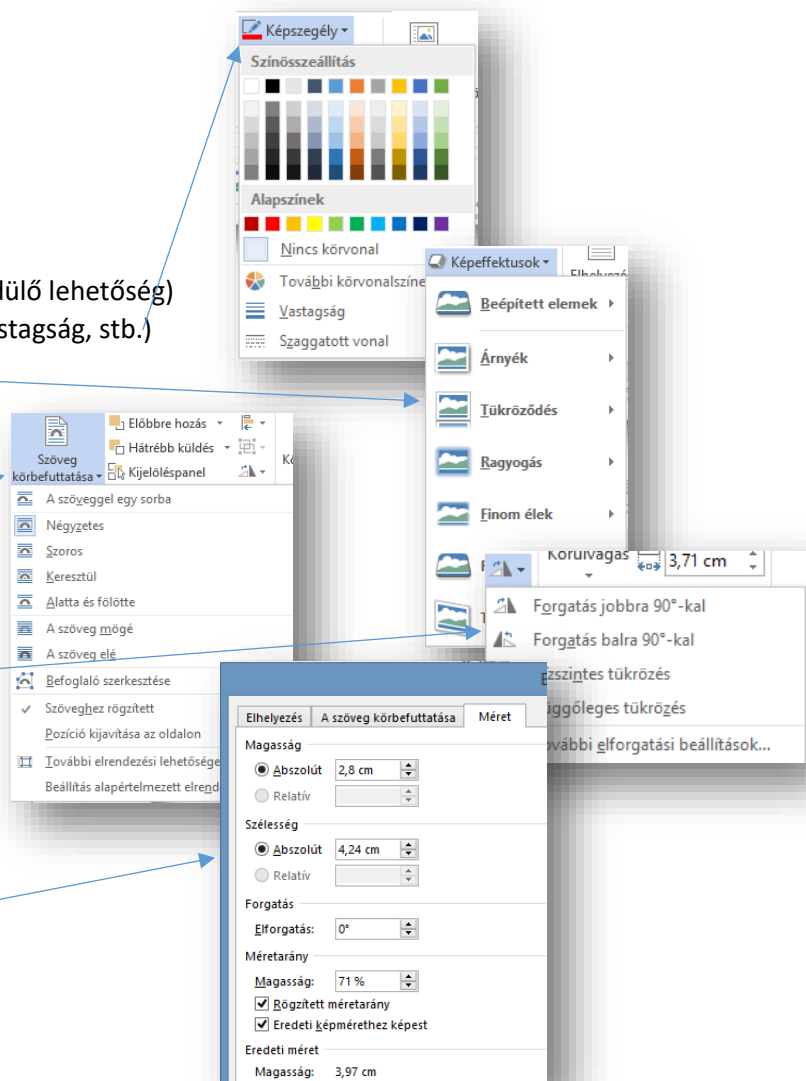 Képszegély
Színösszeállítás
Alapszínek
Nincs körvonal
További körvonalszíne
Vastagság
Szaggatott vonal
lülő lehetőség)
stagság, stb.)
Képeffektusok
Beépített elemek
Árnyék
Tükröződés
Ragyogás
Finom élek
Szöveg
körbefuttatása
Előbbre hozás
Hátrébb küldés
Kijelöléspanel
A szöveggel egy sorba
Négyzetes
Szoros
Keresztül
Alatta és fölötte
A szöveg mögé
A szöveg elé
Befoglaló szerkesztése
Szöveghez rögzített
Pozíció kijavítása az oldalon
További elrendezési lehetősége
Beállítás alapértelmezett elrend
Körülvágás
3,71 cm
Forgatás jobbra 90°-kal
Forgatás balra 90°-kal
zszintes tükrözés
üggőleges tükrözés
ovábbi elforgatási beállítások...
Elhelyezés A szöveg körbefuttatása Méret
Magasság
Abszolút 2,8 cm
Relatív
Szélesség
Abszolút 4,24 cm
Relatív
Forgatás
Elforgatás: 0°
Méretarány
Magasság: 71 %
Rögzített méretarány
Eredeti képmérethez képest
Eredeti méret
Magasság: 3,97 cm